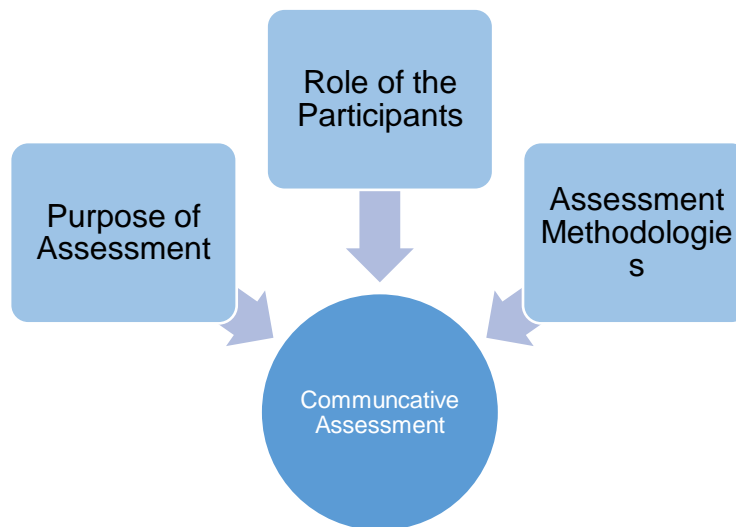 Role of the
Participants
Purpose of
Assessment
Assessment
Methodologie
s
Communcative
Assessment